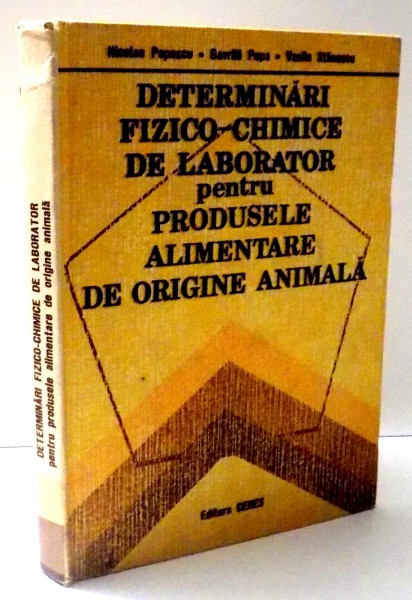 Nicolae Popescu • Gavrilă Popa • Vasile Stănescu
DETERMINĂRI
FIZICO-CHIMICE
DE LABORATOR
pentru
PRODUSELE
ALIMENTARE
DE ORIGINE ANIMALĂ
Editura CERES
DETERMINĂRI FIZICO-CHIMICE DE LABORATOR
pentru produsele alimentare de origine animală